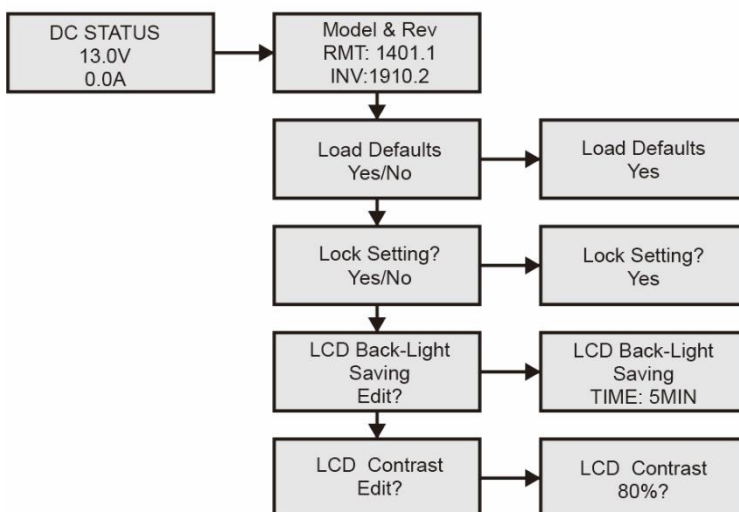 DC STATUS
13.0V
0.0A
Model & Rev
RMT: 1401.1
INV:1910.2
Load Defaults
Yes/No
Load Defaults
Yes
Lock Setting?
Yes/No
Lock Setting?
Yes
LCD Back-Light
Saving
Edit?
LCD Back-Light
Saving
TIME: 5MIN
LCD Contrast
Edit?
LCD Contrast
80%?